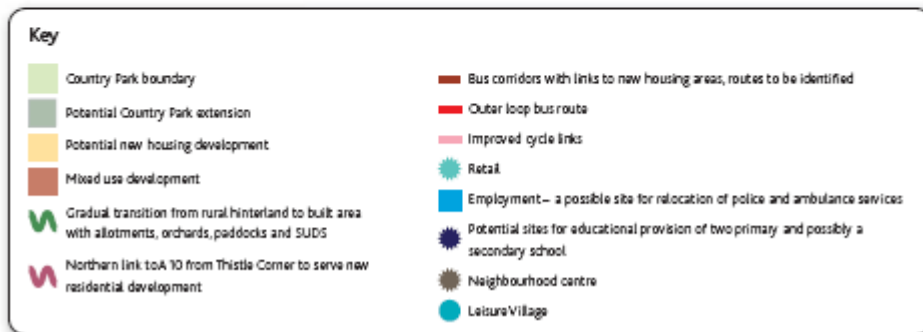 Key
Country Park boundary
Potential Country Park extension
Potential new housing development
Mixed use development
Gradual transition from rural hinterland to built area
with allotments, orchards, paddocks and SUDS
Northern link to A10 from Thistle Corner to serve new
residential development
Bus corridors with links to new housing areas, routes to be identified
Outer loop bus route
Improved cycle links
Retail
Employment – a possible site for relocation of police and ambulance services
Potential sites for educational provision of two primary and possibly a
secondary school
Neighbourhood centre
Leisure Village